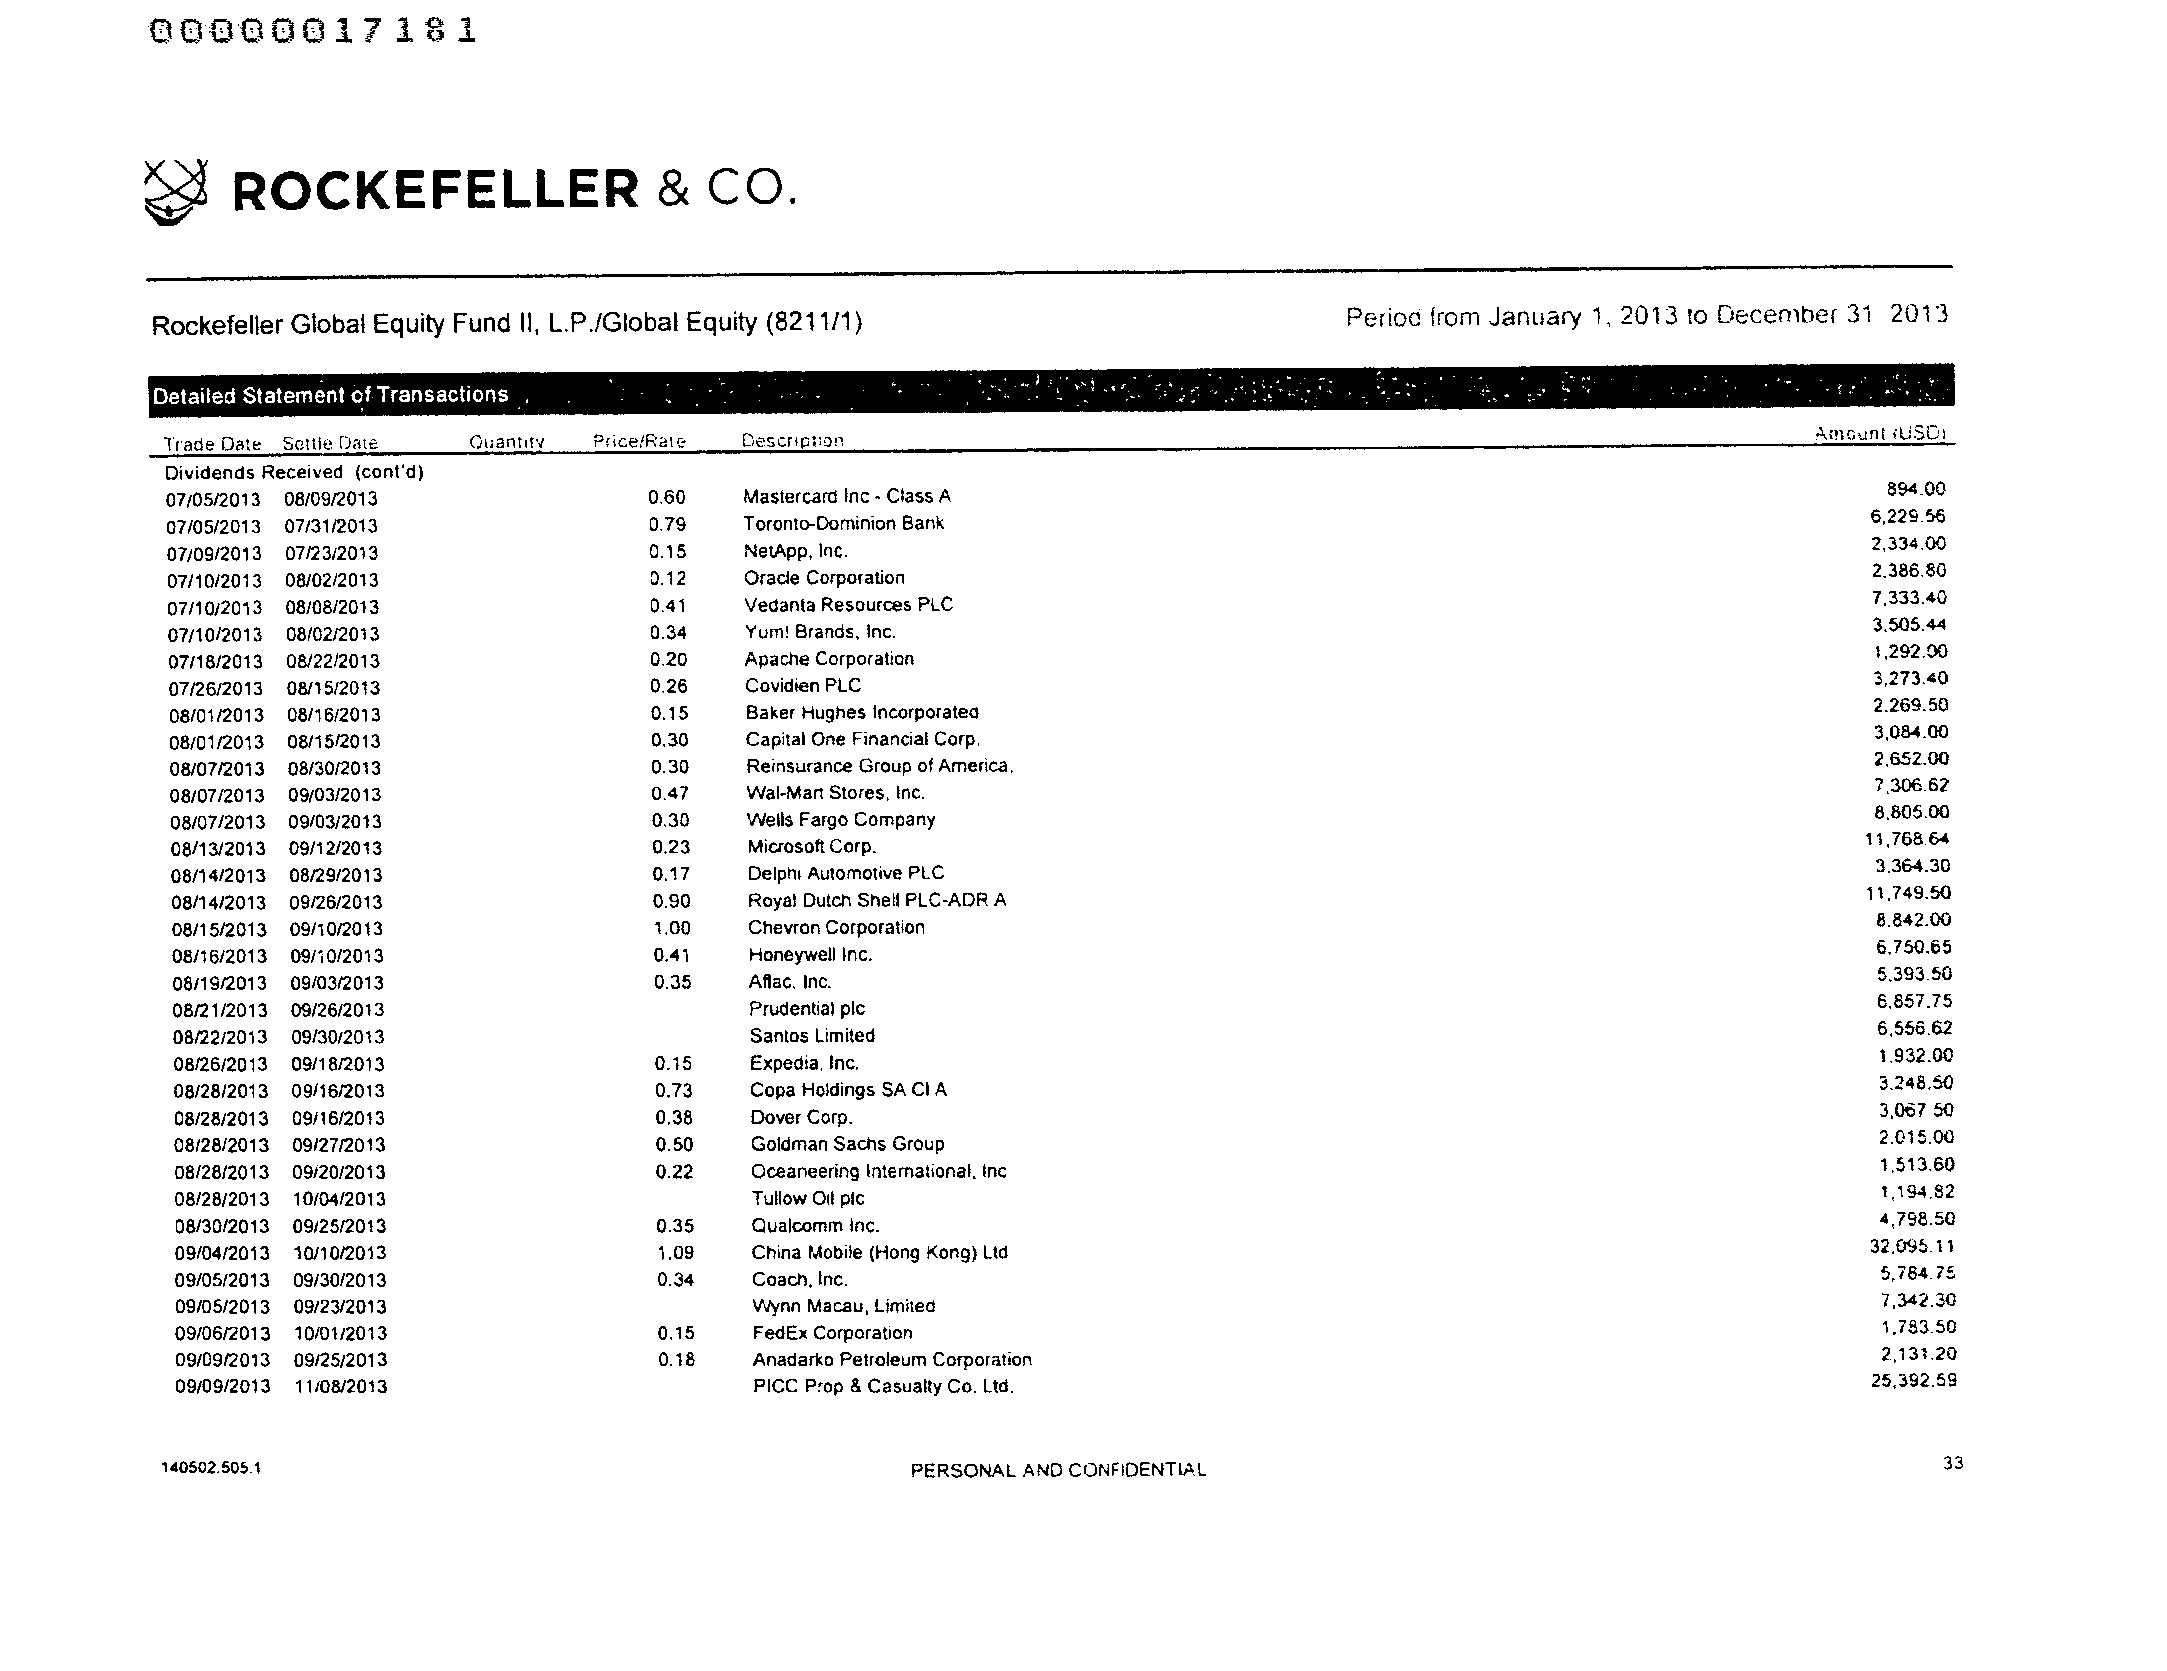 00000017181
ROCKEFELLER & CO.
Rockefeller Global Equity Fund II, L.P./Global Equity (8211/1) Period from January 1, 2013 to December 31 2013
Detailed Statement of Transactions
Trade Date Settle Date Quantity Price/Rate Description Amount (USD)
Dividends Received (cont'd)
07/05/2013 08/09/2013 0.60 Mastercard Inc - Class A 894.00
07/05/2013 07/31/2013 0.79 Toronto-Dominion Bank 6,229.56
07/09/2013 07/23/2013 0.15 NetApp, Inc. 2,334.00
07/10/2013 08/02/2013 0.12 Oracle Corporation 2,386.80
07/10/2013 08/08/2013 0.41 Vedanta Resources PLC 7,333.40
07/10/2013 08/02/2013 0.34 Yum! Brands, Inc. 3,505.44
07/18/2013 08/22/2013 0.20 Apache Corporation 1,292.00
07/26/2013 08/15/2013 0.26 Covidien PLC 3,273.40
08/01/2013 08/16/2013 0.15 Baker Hughes Incorporated 2,269.50
08/01/2013 08/15/2013 0.30 Capital One Financial Corp. 3,084.00
08/07/2013 08/30/2013 0.30 Reinsurance Group of America, 2,652.00
08/07/2013 09/03/2013 0.47 Wal-Mart Stores, Inc. 7,306.62
08/07/2013 09/03/2013 0.30 Wells Fargo Company 8,805.00
08/13/2013 09/12/2013 0.23 Microsoft Corp. 11,768.64
08/14/2013 08/29/2013 0.17 Delphi Automotive PLC 3,364.30
08/14/2013 09/26/2013 0.90 Royal Dutch Shell PLC-ADR A 11,749.50
08/15/2013 09/10/2013 1.00 Chevron Corporation 8,842.00
08/16/2013 09/10/2013 0.41 Honeywell Inc. 6,750.65
08/19/2013 09/03/2013 0.35 Aflac, Inc. 5,393.50
08/21/2013 09/26/2013 Prudential plc 6,857.75
08/22/2013 09/30/2013 Santos Limited 6,556.62
08/26/2013 09/18/2013 0.15 Expedia, Inc. 1,932.00
08/28/2013 09/16/2013 0.73 Copa Holdings SA Cl A 3,248.50
08/28/2013 09/16/2013 0.38 Dover Corp. 3,067.50
08/28/2013 09/27/2013 0.50 Goldman Sachs Group 2,015.00
08/28/2013 09/20/2013 0.22 Oceaneering International, Inc 1,513.60
08/28/2013 10/04/2013 Tullow Oil plc 1,194.82
08/30/2013 09/25/2013 0.35 Qualcomm Inc. 4,798.50
09/04/2013 10/10/2013 1.09 China Mobile (Hong Kong) Ltd 32,095.11
09/05/2013 09/30/2013 0.34 Coach, Inc. 5,784.75
09/05/2013 09/23/2013 Wynn Macau, Limited 7,342.30
09/06/2013 10/01/2013 0.15 FedEx Corporation 1,783.50
09/09/2013 09/25/2013 0.18 Anadarko Petroleum Corporation 2,131.20
09/09/2013 11/08/2013 PICC Prop & Casualty Co. Ltd. 25,392.59
140502.505.1 PERSONAL AND CONFIDENTIAL 33